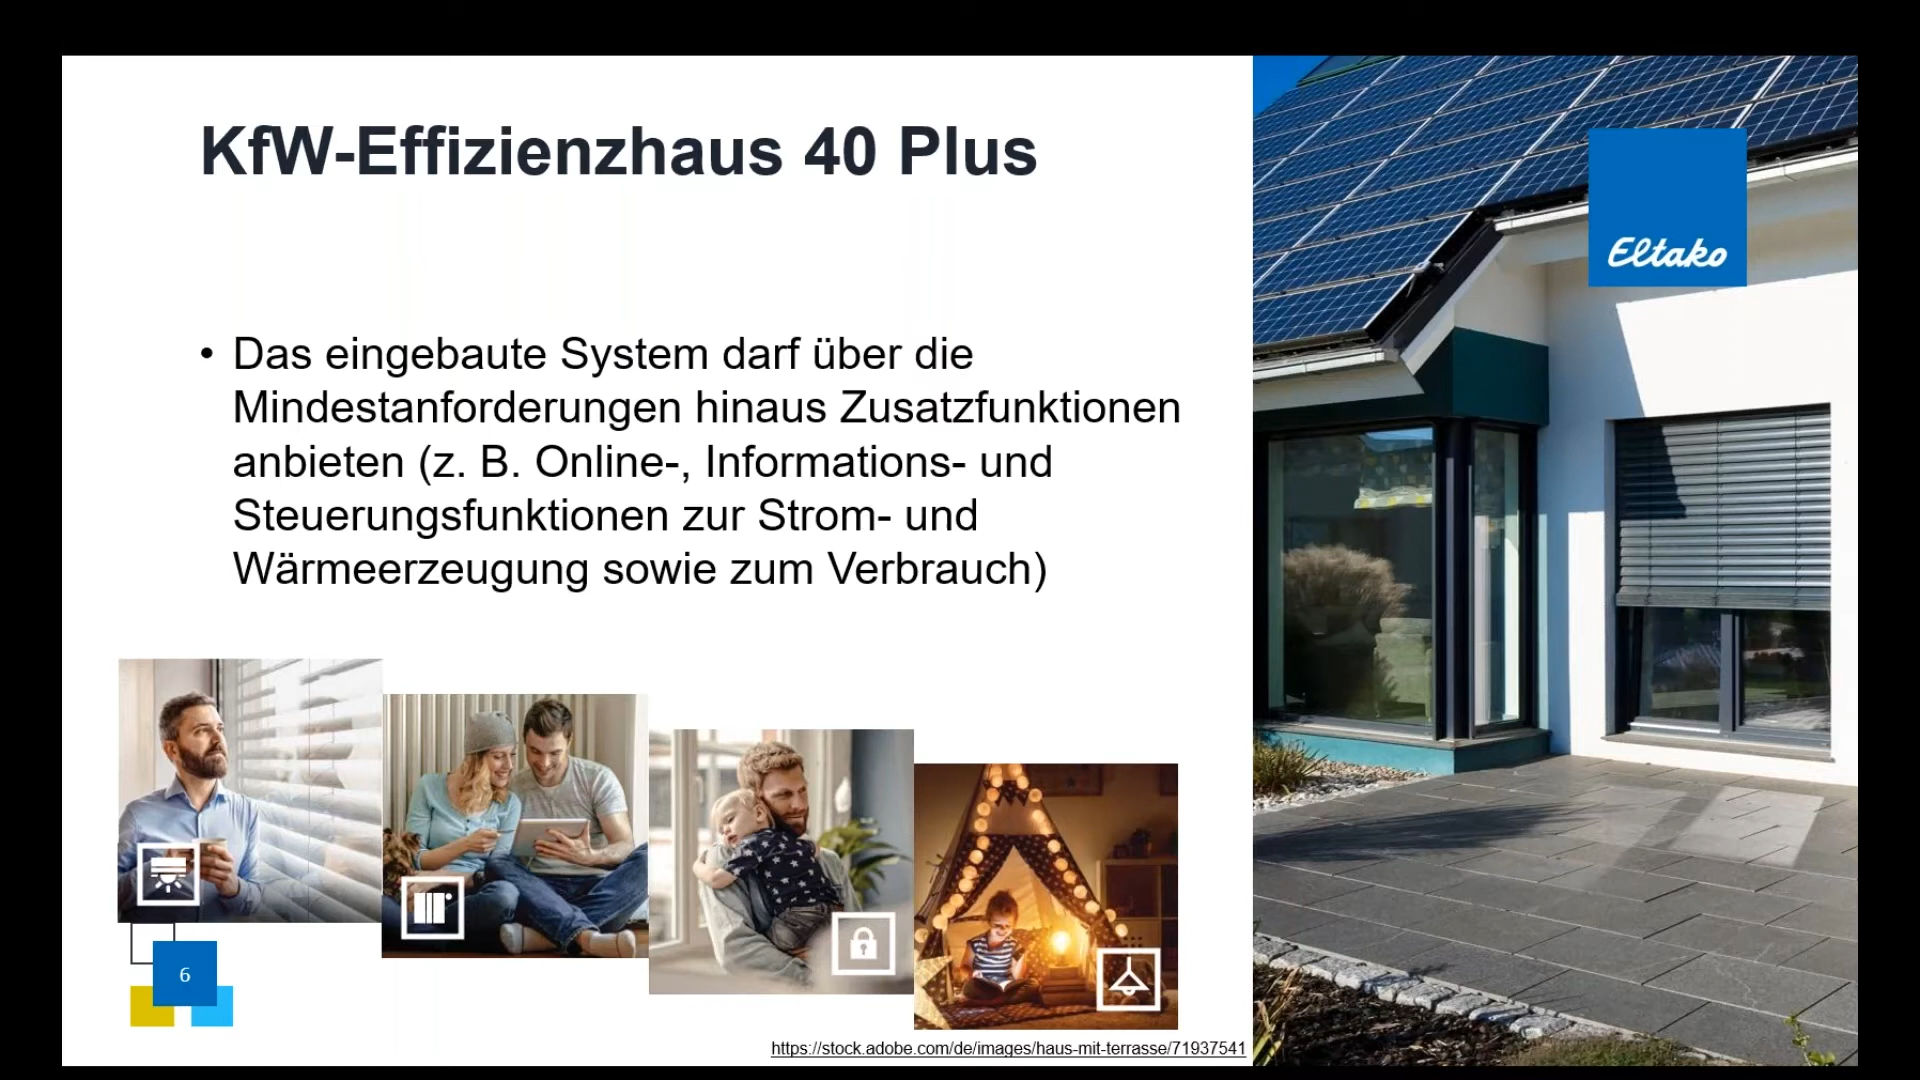 KfW-Effizienzhaus 40 Plus
Eltako
• Das eingebaute System darf über die
Mindestanforderungen hinaus Zusatzfunktionen
anbieten (z. B. Online-, Informations- und
Steuerungsfunktionen zur Strom- und
Wärmeerzeugung sowie zum Verbrauch)
6
https://stock.adobe.com/de/images/haus-mit-terrasse/71937541